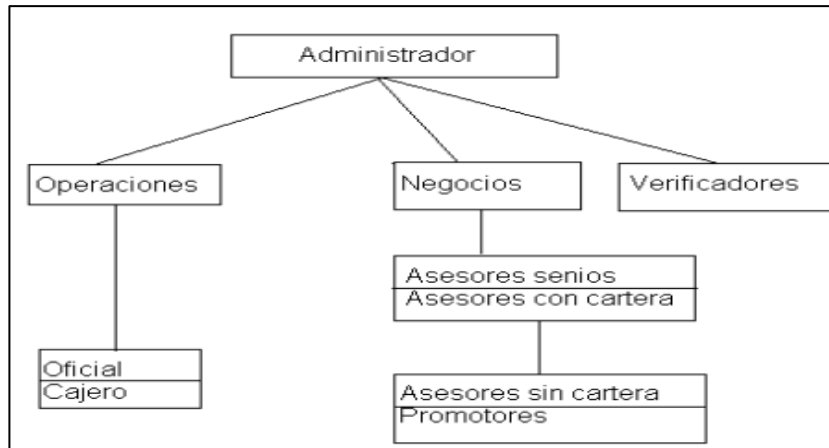 Administrador
Operaciones
Negocios
Verificadores
Asesores senios
Asesores con cartera
Oficial
Cajero
Asesores sin cartera
Promotores